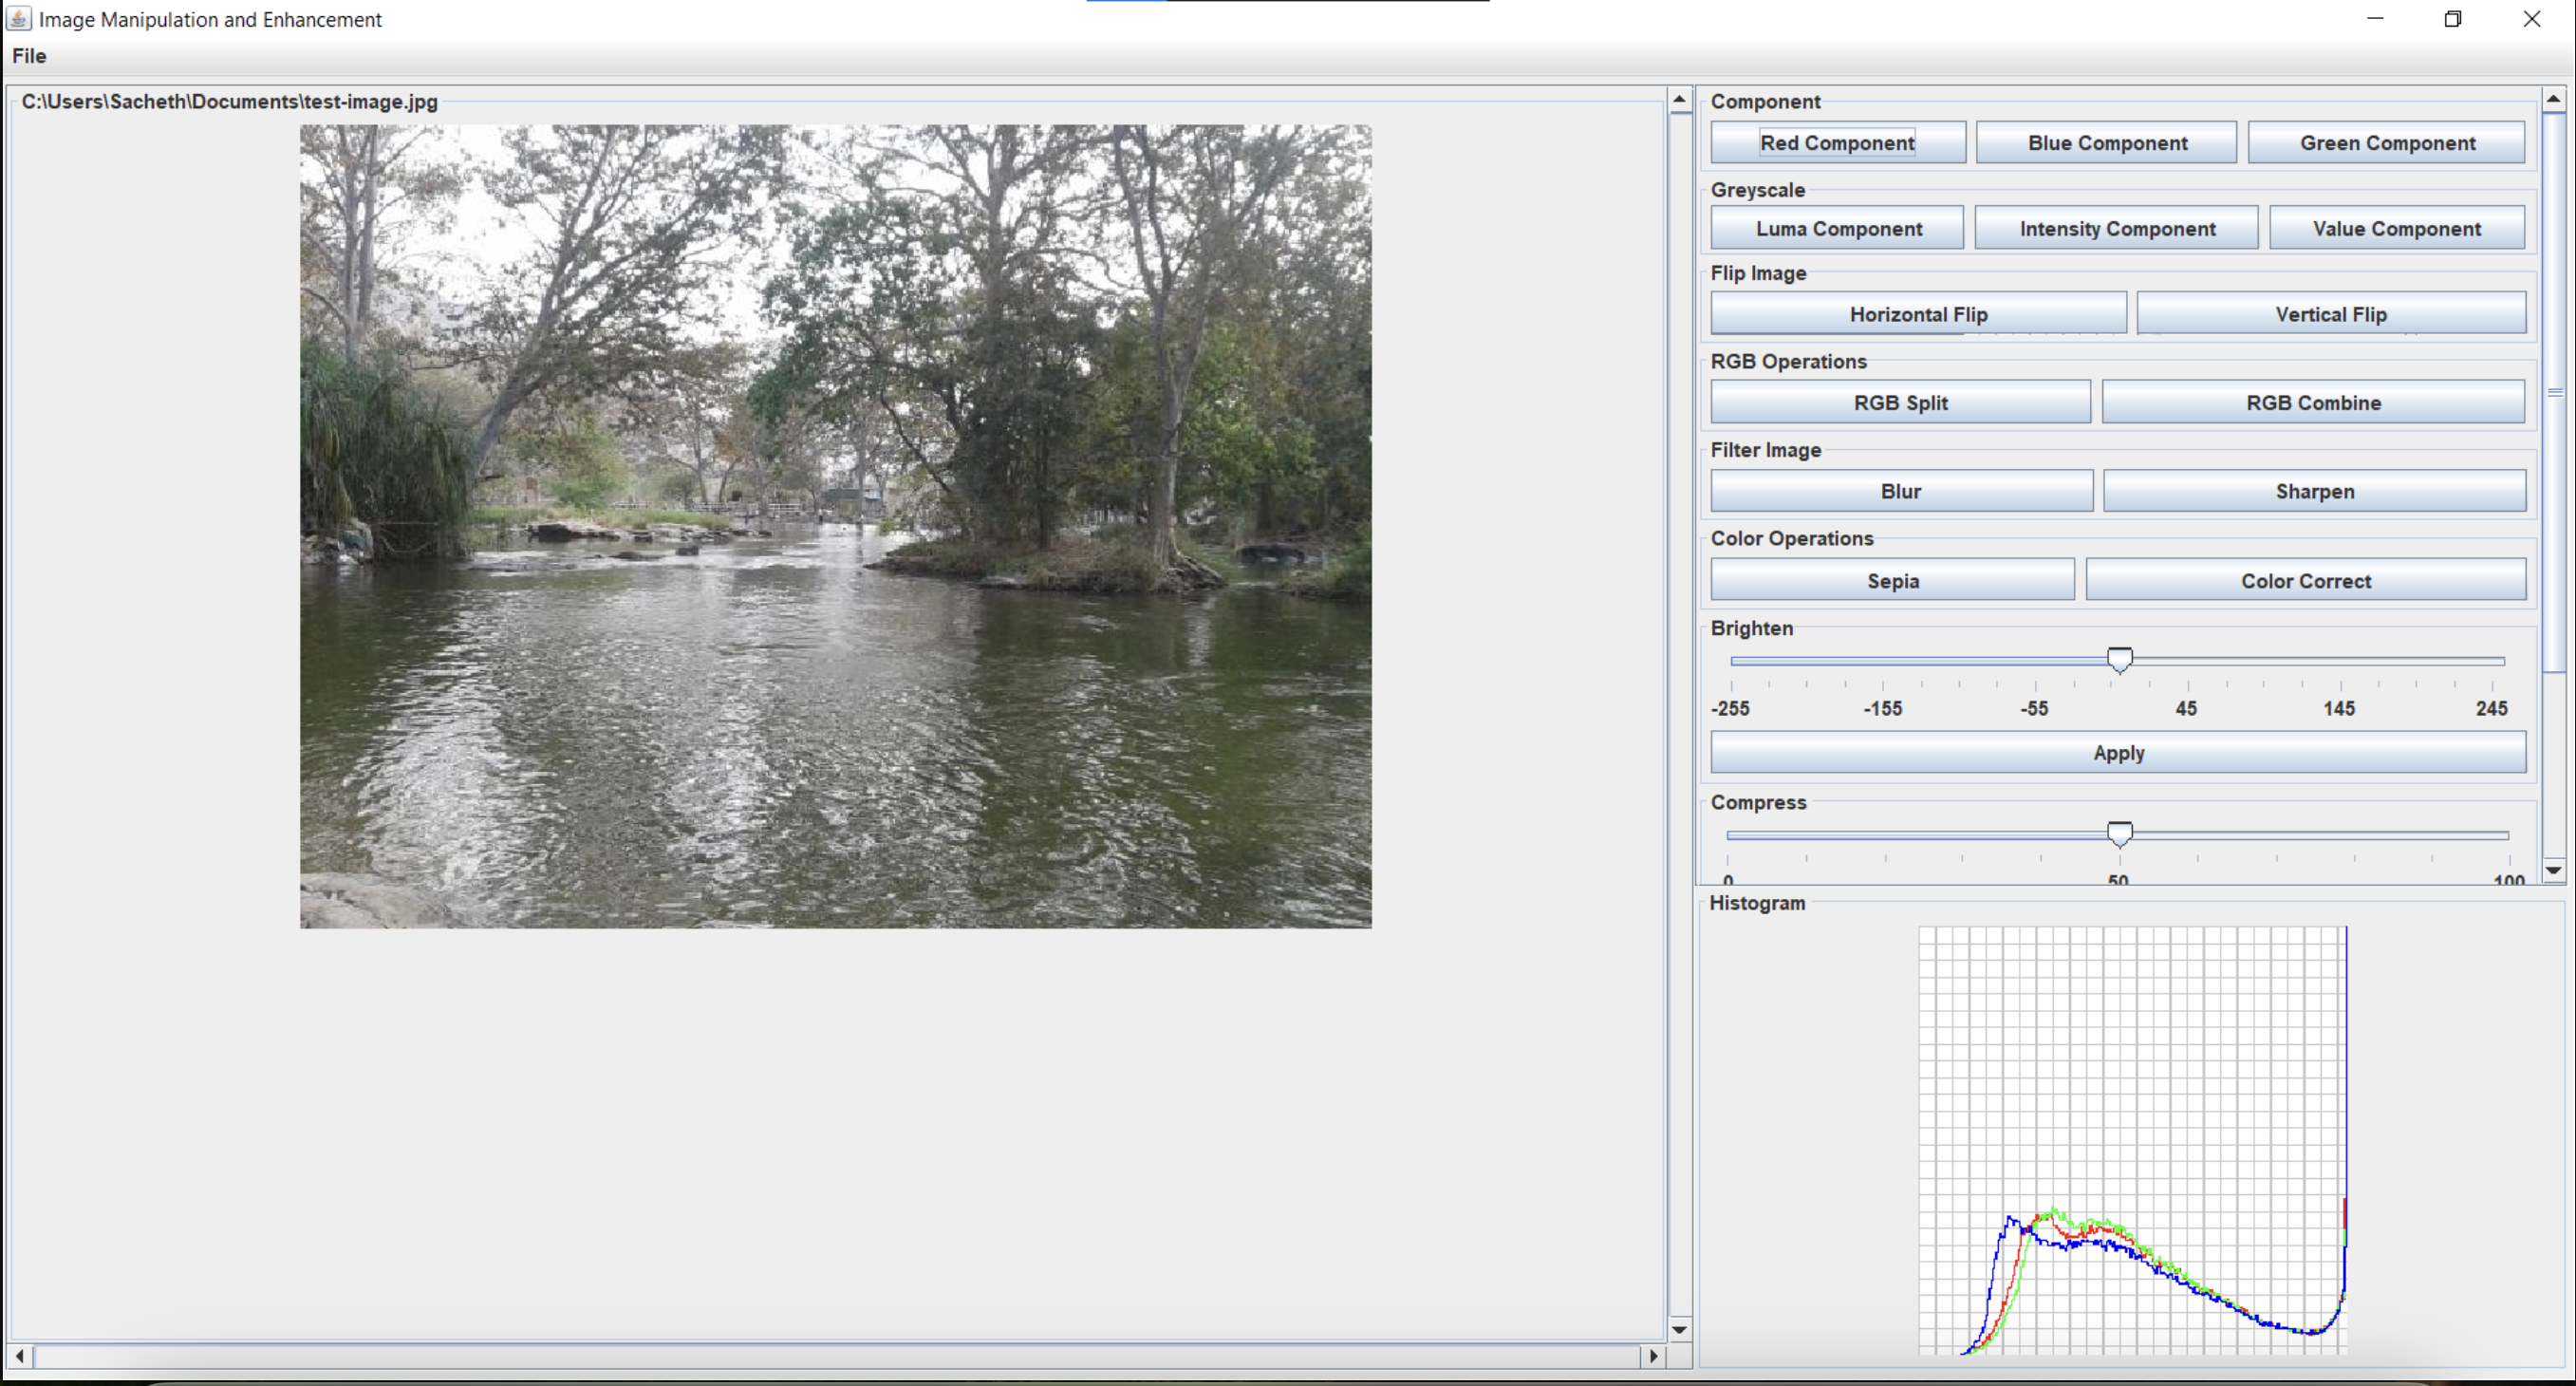 Image Manipulation and Enhancement
File
C:\Users\Sacheth\Documents\test-image.jpg
Component
Red Component Blue Component Green Component
Greyscale
Luma Component Intensity Component Value Component
Flip Image
Horizontal Flip Vertical Flip
RGB Operations
RGB Split RGB Combine
Filter Image
Blur Sharpen
Color Operations
Sepia Color Correct
Brighten
-255 -155 -55 45 145 245
Apply
Compress
0 50 100
Histogram